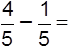 4/5 − 1/5 =